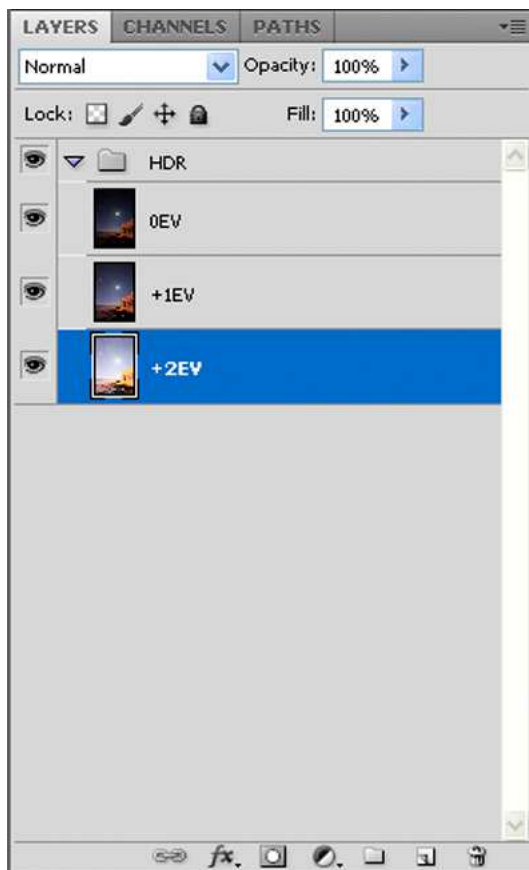 LAYERS CHANNELS PATHS
Normal Opacity: 100%
Lock: Fill: 100%
HDR
0EV
+1EV
+2EV
fx.